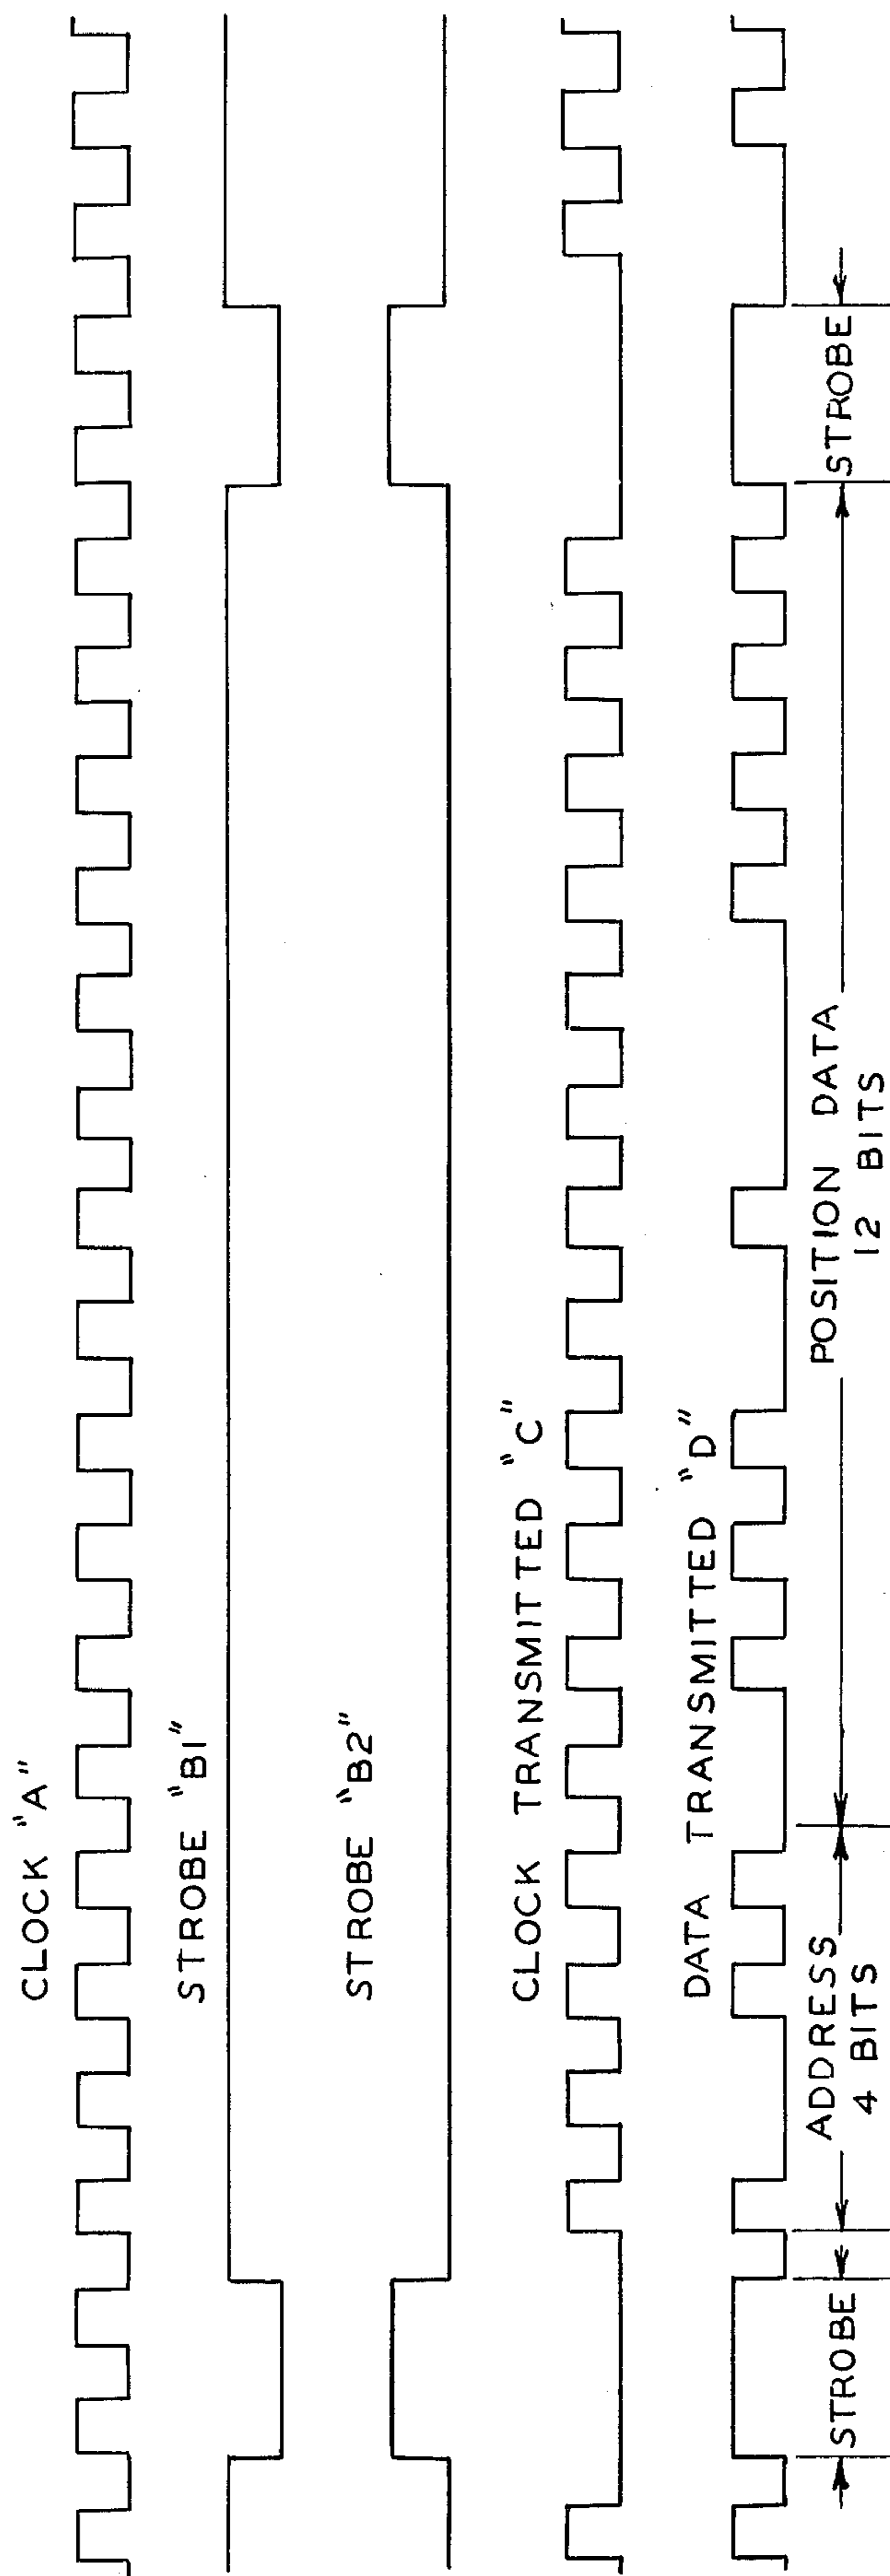 CLOCK "A"
STROBE "B1"
STROBE "B2"
CLOCK TRANSMITTED "C"
DATA TRANSMITTED "D"
STROBE
ADDRESS
4 BITS
POSITION DATA
12 BITS
STROBE